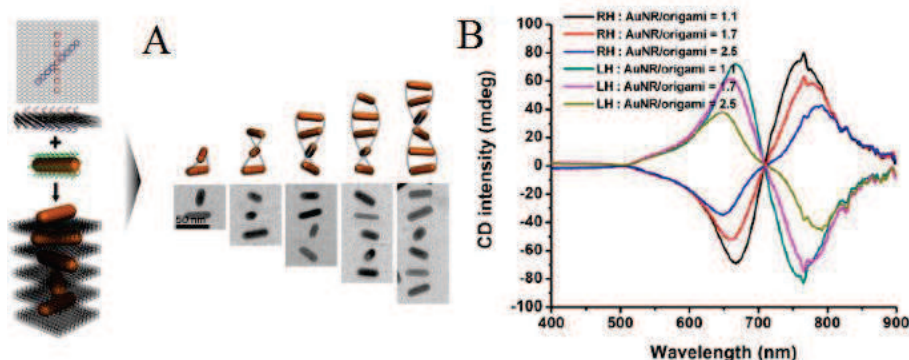 A
+
50 nm
B
RH : AuNR/origami = 1.1
RH : AuNR/origami = 1.7
RH : AuNR/origami = 2.5
LH : AuNR/origami = 1.1
LH : AuNR/origami = 1.7
LH : AuNR/origami = 2.5
CD intensity (mdeg)
100
80
60
40
20
0
-20
-40
-60
-80
-100
400 500 600 700 800 900
Wavelength (nm)